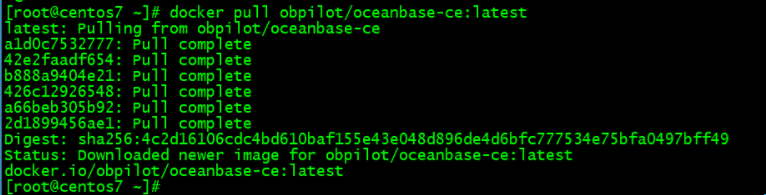 [root@centos7 ~]# docker pull obpilot/oceanbase-ce:latest
latest: Pulling from obpilot/oceanbase-ce
a1d0c7532777: Pull complete
42e2faadf654: Pull complete
b888a9404e21: Pull complete
426c12926548: Pull complete
a66beb305b92: Pull complete
2d1899456ae1: Pull complete
Digest: sha256:4c2d16106cdc4bd610baf155e43e048d896de4d6bfc777534e75bfa0497bff49
Status: Downloaded newer image for obpilot/oceanbase-ce:latest
docker.io/obpilot/oceanbase-ce:latest
[root@centos7 ~]#